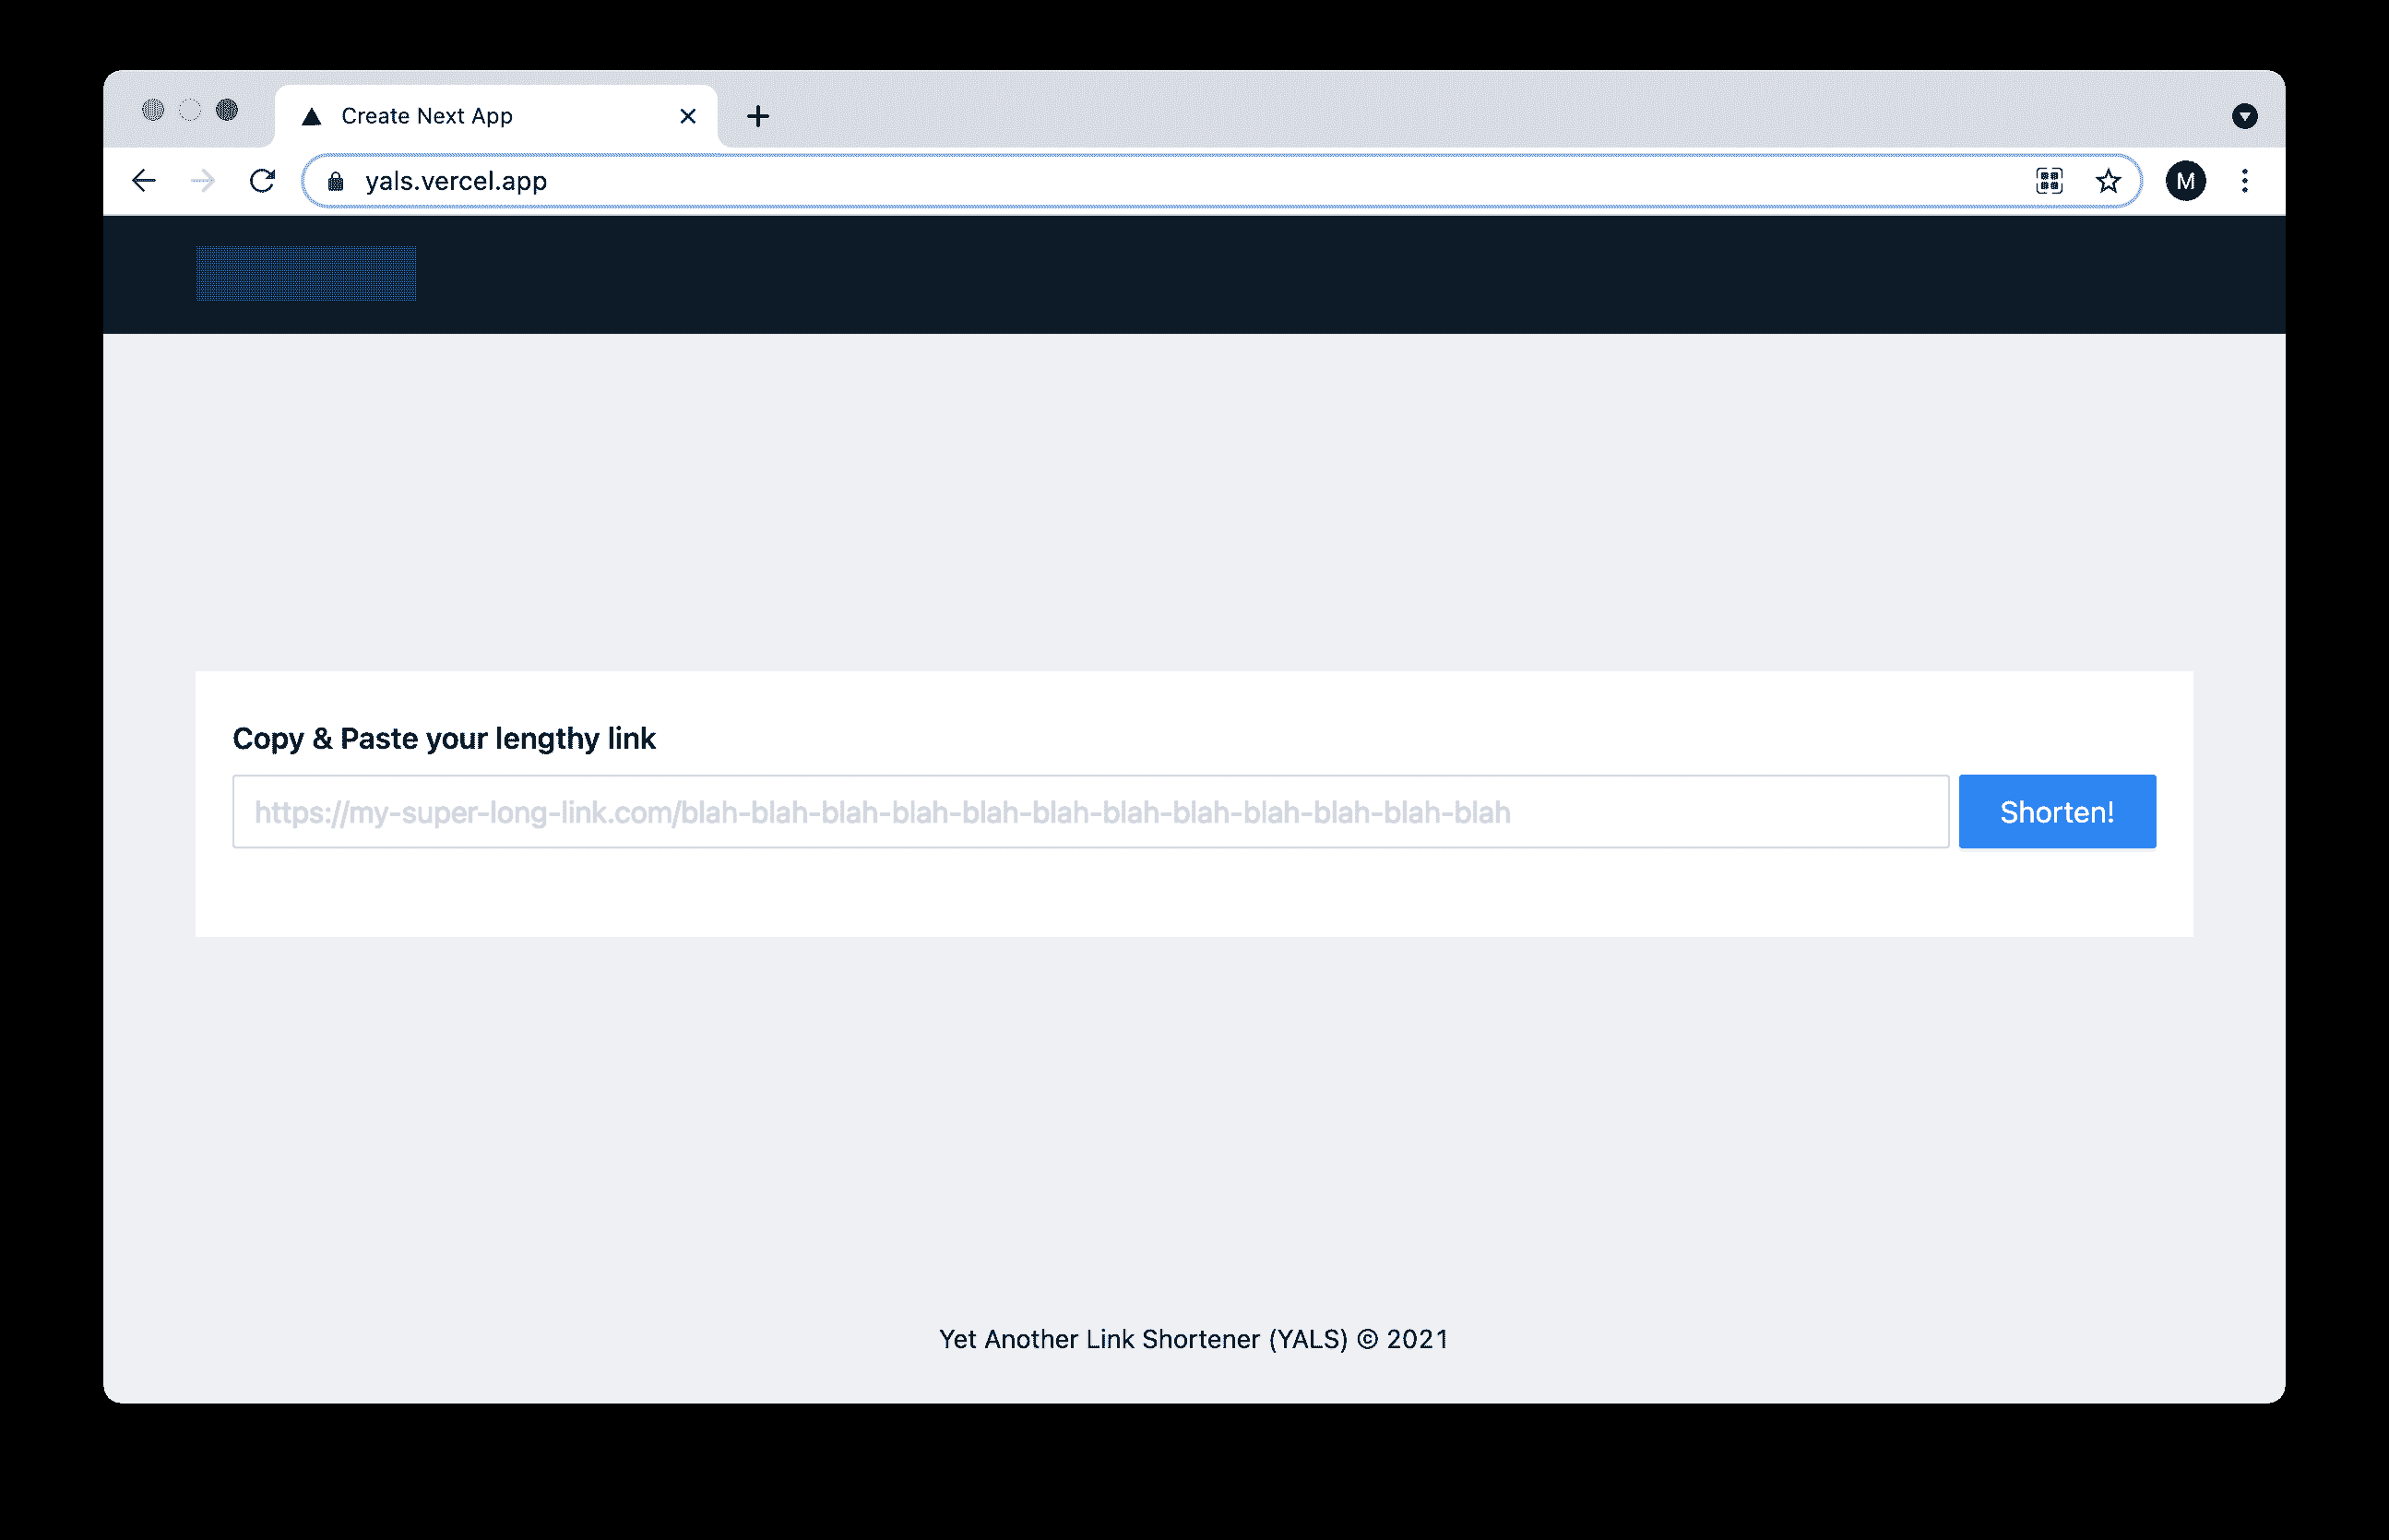 Create Next App
yals.vercel.app
M
Copy & Paste your lengthy link
https://my-super-long-link.com/blah-blah-blah-blah-blah-blah-blah-blah-blah-blah-blah-blah
Shorten!
Yet Another Link Shortener (YALS) © 2021